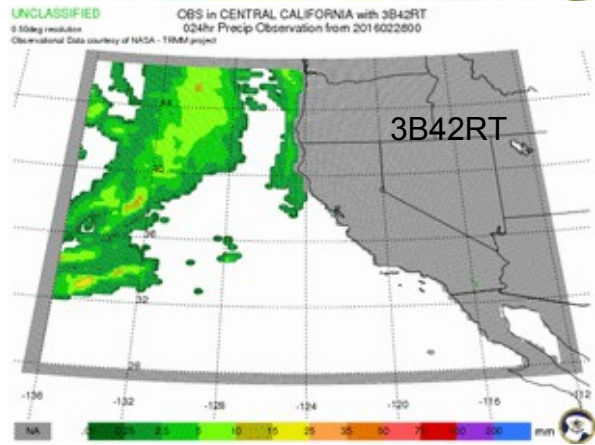 UNCLASSIFIED
OBS in CENTRAL CALIFORNIA with 3B42RT
0.50deg resolution
024hr Precip Observation from 2016022800
Observational Data courtesy of NASA - TRMM project
3B42RT
44
40
36
32
28
-136 -132 -128 -124 -120 -116 -112
NA 0.25 2.5 5 10 15 25 35 50 75 200 mm